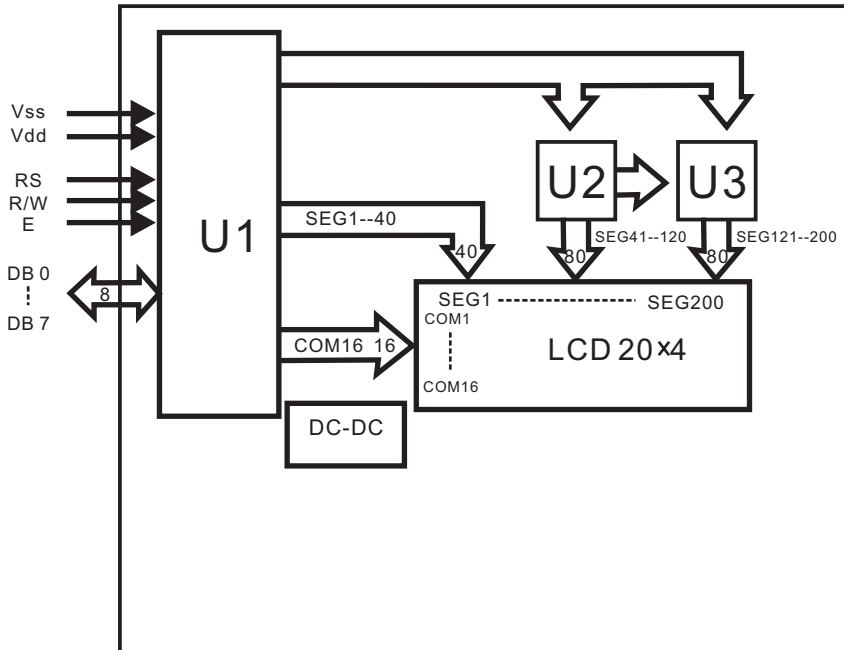 Vss
Vdd
RS
R/W
E
DB 0
8
DB 7
U1
U2
U3
SEG1--40
40
SEG41--120
80
SEG121--200
80
SEG1
SEG200
COM1
COM16
LCD 20×4
COM16 16
DC-DC